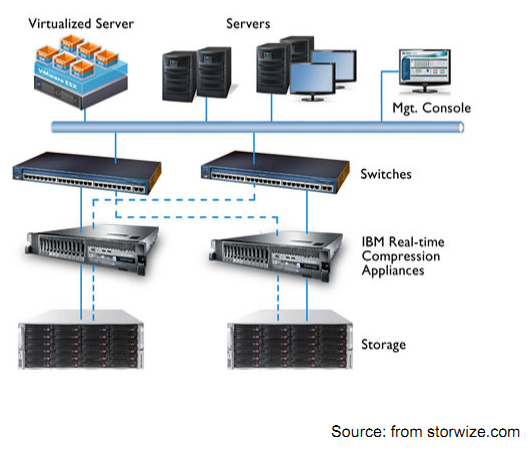 Virtualized Server
Servers
VMware ESX
Mgt. Console
Switches
IBM Real-time
Compression
Appliances
Storage
Source: from storwize.com